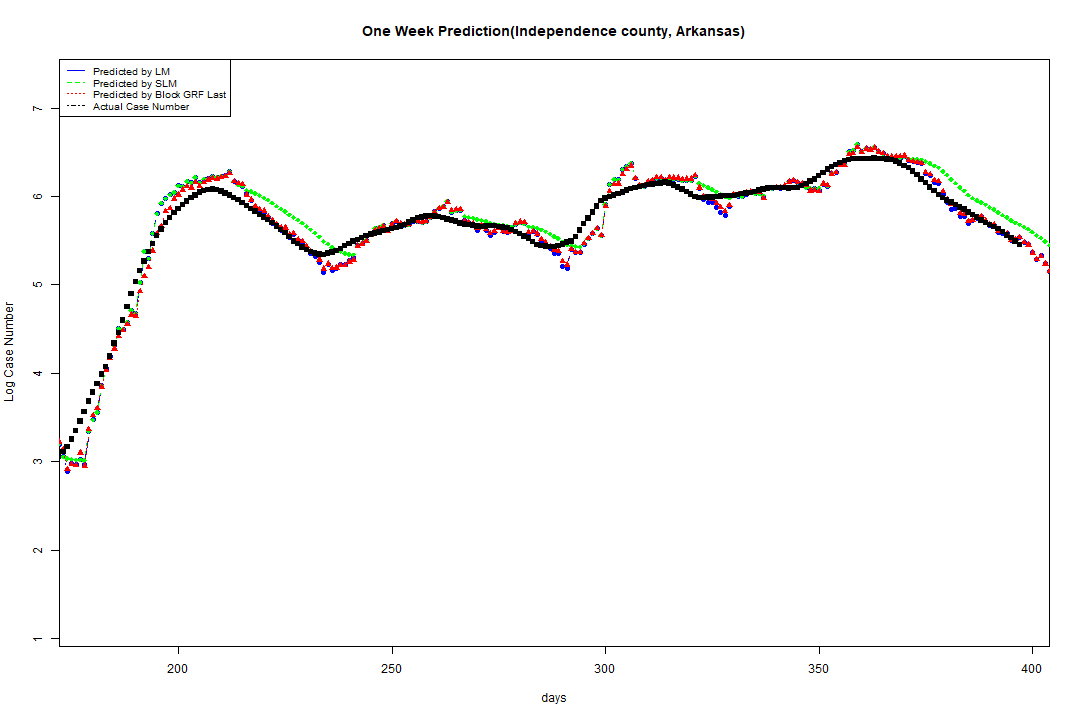 One Week Prediction(Independence county, Arkansas)
Predicted by LM
Predicted by SLM
Predicted by Block GRF Last
Actual Case Number
7
6
5
4
3
2
1
Log Case Number
200 250 300 350 400
days